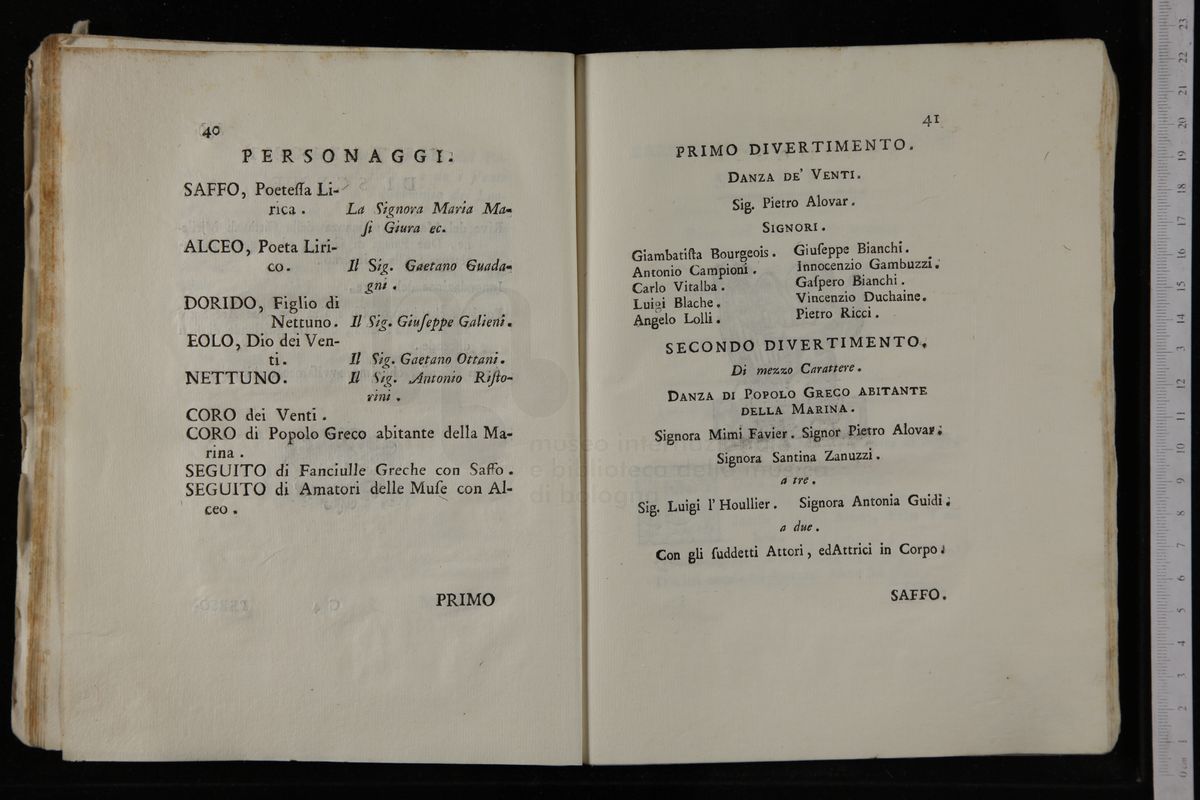 40
PERSONAGGI.
SAFFO, Poeteſſa Li-
rica . La Signora Maria Ma-
ſi Giura ec.
ALCEO, Poeta Liri-
co . Il Sig. Gaetano Guada-
gni .
DORIDO, Figlio di
Nettuno . Il Sig. Giuſeppe Galieni .
EOLO, Dio dei Ven-
ti . Il Sig. Gaetano Ottani .
NETTUNO. Il Sig. Antonio Riſto-
rini .
CORO dei Venti .
CORO di Popolo Greco abitante della Ma-
rina .
SEGUITO di Fanciulle Greche con Saffo .
SEGUITO di Amatori delle Muſe con Al-
ceo .
PRIMO
41
PRIMO DIVERTIMENTO.
DANZA DE' VENTI.
Sig. Pietro Alovar .
SIGNORI .
Giambatiſta Bourgeois . Giuſeppe Bianchi .
Antonio Campioni . Innocenzio Gambuzzi .
Carlo Vitalba . Gaſpero Bianchi .
Luigi Blache . Vincenzio Duchaine .
Angelo Lolli . Pietro Ricci .
SECONDO DIVERTIMENTO.
Di mezzo Carattere .
DANZA DI POPOLO GRECO ABITANTE
DELLA MARINA .
Signora Mimi Favier . Signor Pietro Alovar .
Signora Santina Zanuzzi .
a tre .
Sig. Luigi l'Houllier . Signora Antonia Guidi .
a due .
Con gli ſuddetti Attori , edAttrici in Corpo .
SAFFO.
museo internazionale
e biblioteca della musica
di bologna